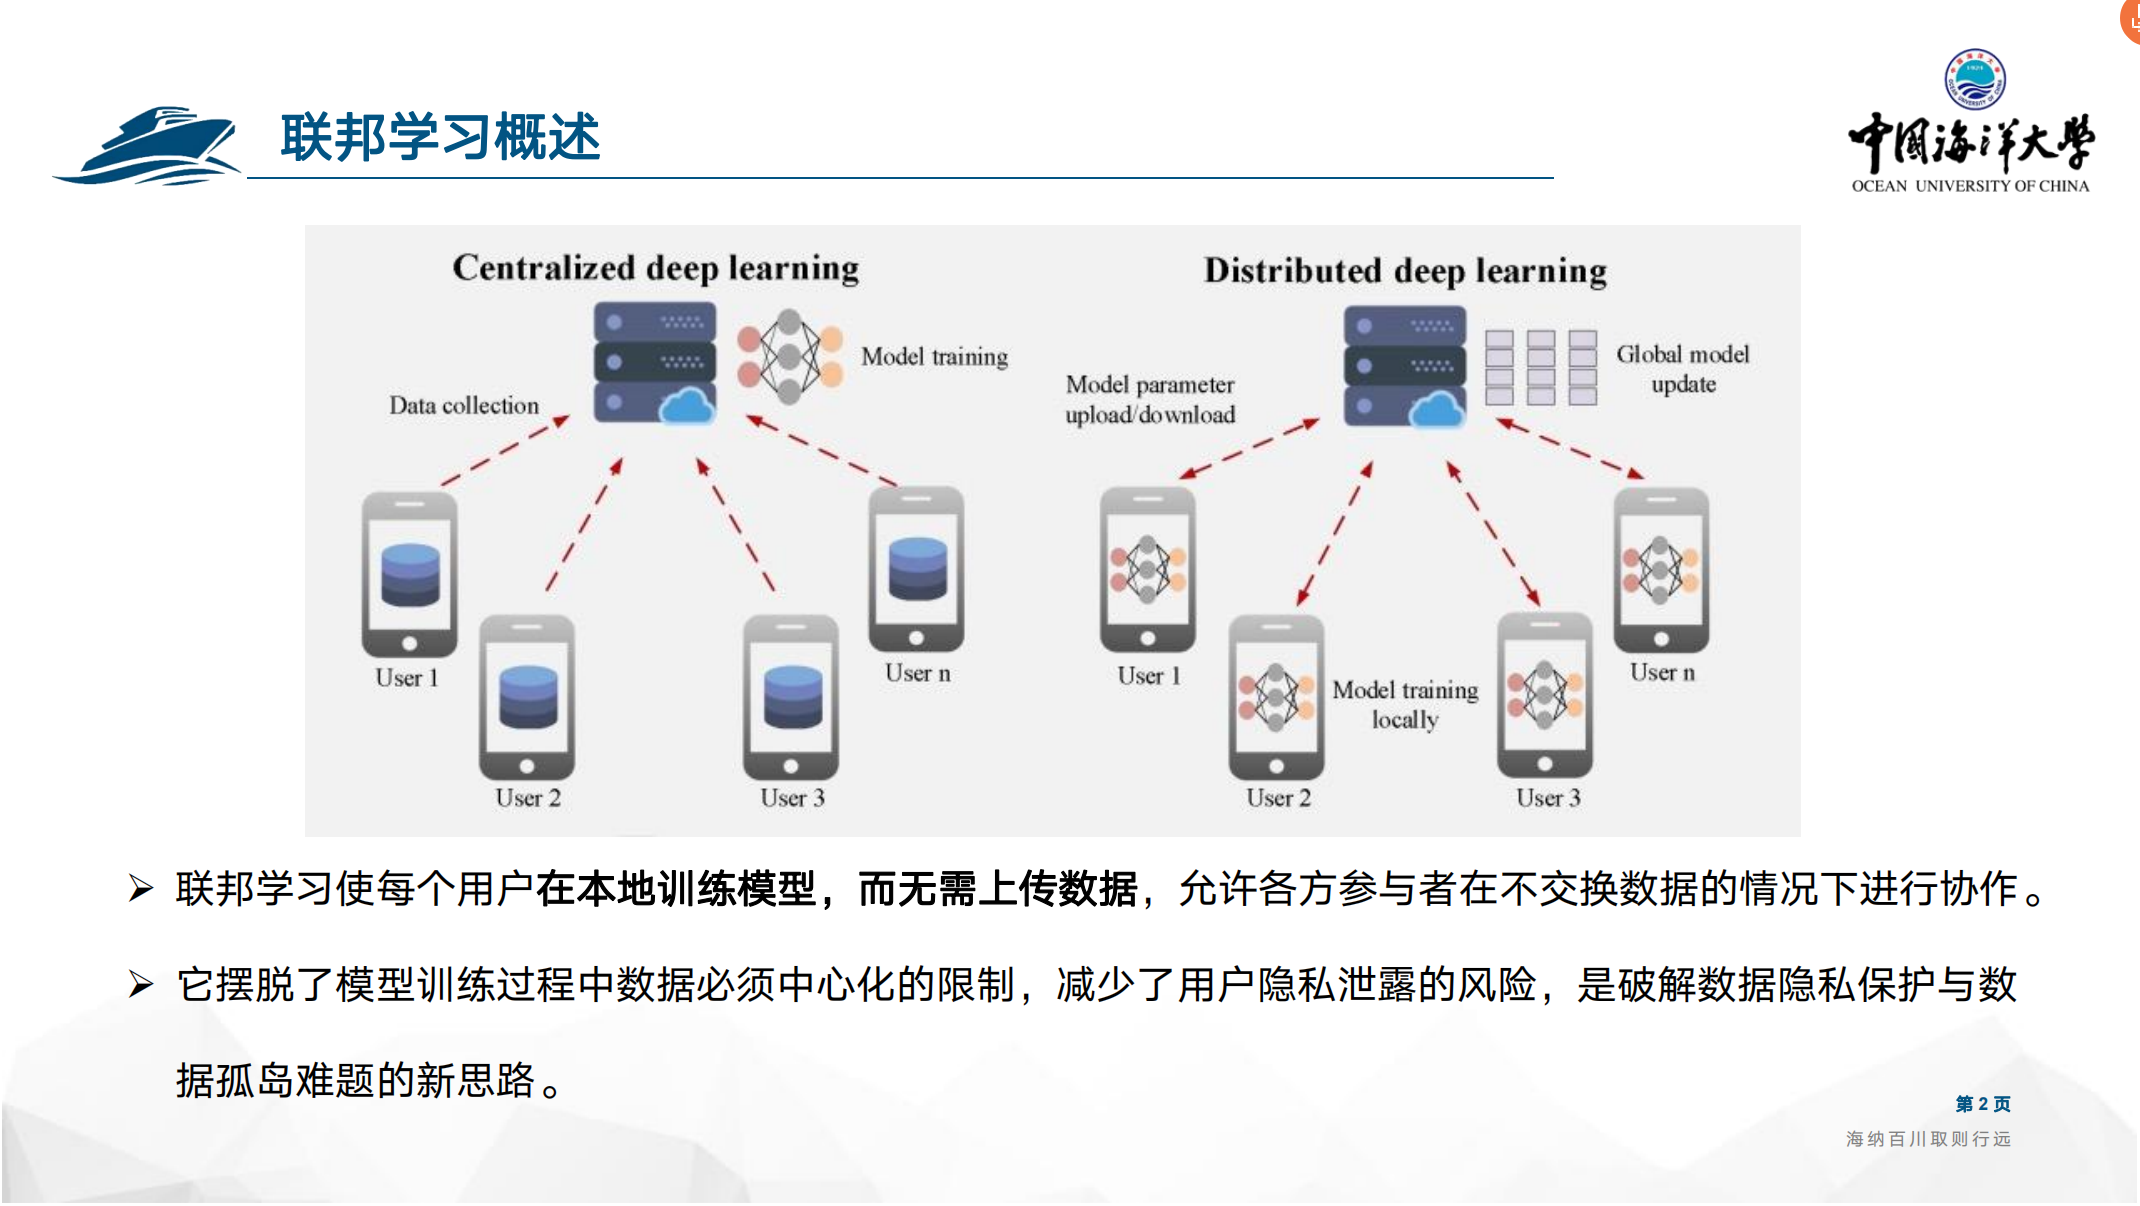 联邦学习概述
中国海洋大学
OCEAN UNIVERSITY OF CHINA
Centralized deep learning
Model training
Data collection
User 1
User 2
User 3
User n
Distributed deep learning
Global model
update
Model parameter
upload/download
User 1
User 2
Model training
locally
User 3
User n
➢ 联邦学习使每个用户在本地训练模型，而无需上传数据，允许各方参与者在不交换数据的情况下进行协作。
➢ 它摆脱了模型训练过程中数据必须中心化的限制，减少了用户隐私泄露的风险，是破解数据隐私保护与数
据孤岛难题的新思路。
第 2 页
海纳百川取则行远